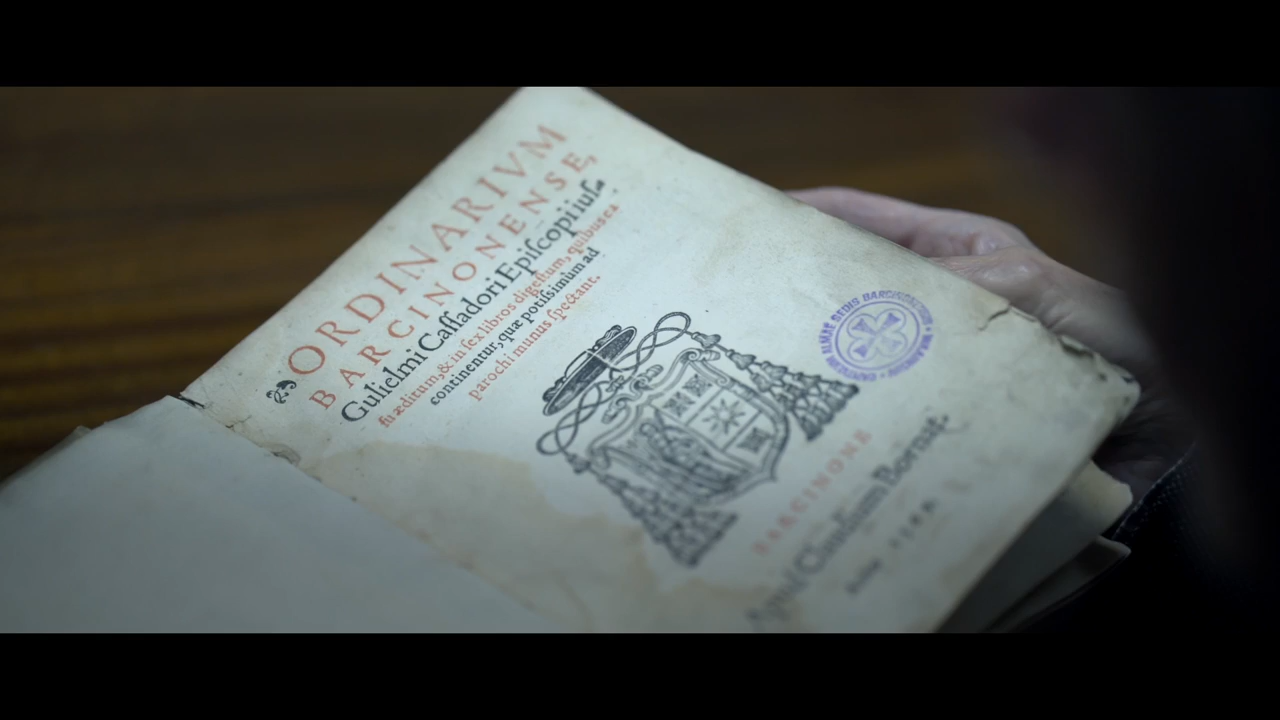 ORDINARIVM
BARCINONENSE,
Gulielmi Caſſadori Epiſcopi iuſſu
ſu æditum, & in ſex libros digeſtum, quibus ea
continentur, quæ potiſsimùm ad
parochi munus ſpectant.
BARCINONE
Apud Claudium Bornat.